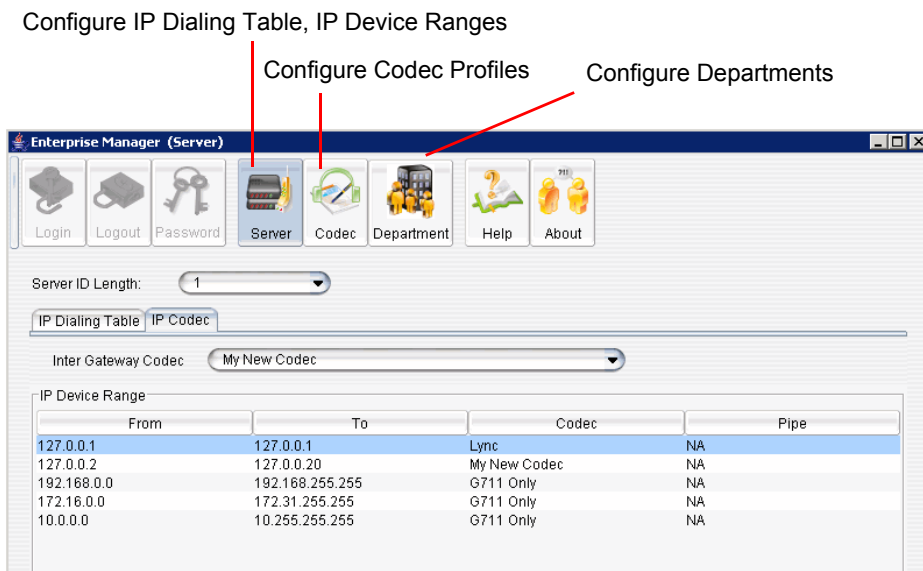 Configure IP Dialing Table, IP Device Ranges
Configure Codec Profiles
Configure Departments
Enterprise Manager (Server)
Login Logout Password Server Codec Department Help About
Server ID Length: 1
IP Dialing Table IP Codec
Inter Gateway Codec My New Codec
IP Device Range
From To Codec Pipe
127.0.0.1 127.0.0.1 Lync NA
127.0.0.2 127.0.0.20 My New Codec NA
192.168.0.0 192.168.255.255 G711 Only NA
172.16.0.0 172.31.255.255 G711 Only NA
10.0.0.0 10.255.255.255 G711 Only NA